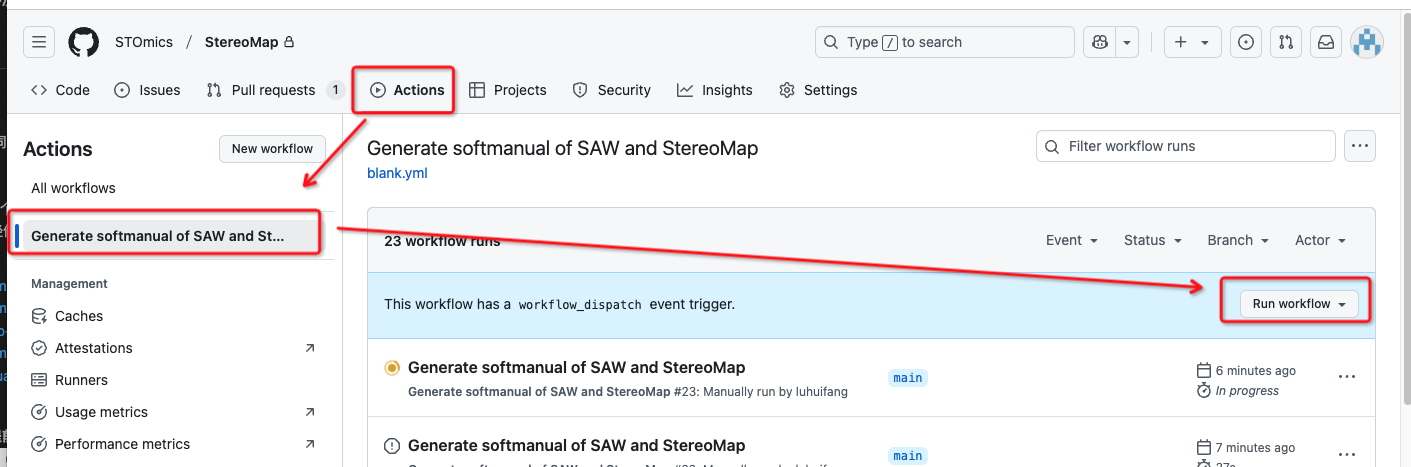 STOmics / StereoMap
Type / to search
Code Issues Pull requests 1 Actions Projects Security Insights Settings
Actions
New workflow
All workflows
Generate softmanual of SAW and St...
Management
Caches
Attestations
Runners
Usage metrics
Performance metrics
Generate softmanual of SAW and StereoMap
blank.yml
Filter workflow runs
23 workflow runs
Event Status Branch Actor
This workflow has a workflow_dispatch event trigger.
Run workflow
Generate softmanual of SAW and StereoMap
main
6 minutes ago
Generate softmanual of SAW and StereoMap #23: Manually run by luhuifang
In progress
Generate softmanual of SAW and StereoMap
main
7 minutes ago